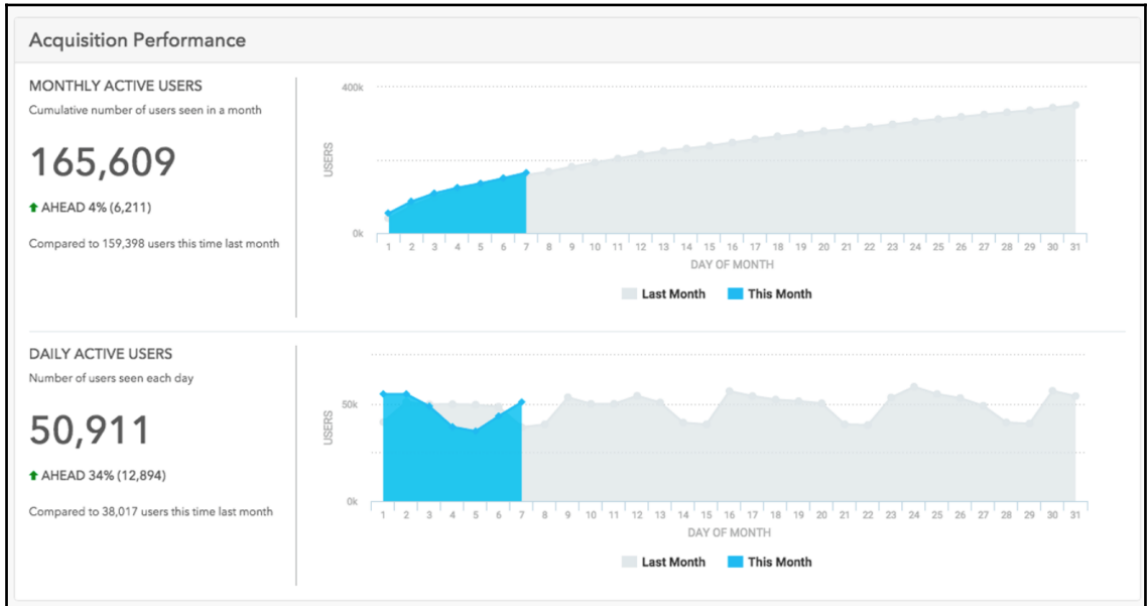 Acquisition Performance
MONTHLY ACTIVE USERS
Cumulative number of users seen in a month
165,609
AHEAD 4% (6,211)
Compared to 159,398 users this time last month
400k
USERS
0k
1 2 3 4 5 6 7 8 9 10 11 12 13 14 15 16 17 18 19 20 21 22 23 24 25 26 27 28 29 30 31
DAY OF MONTH
Last Month This Month
DAILY ACTIVE USERS
Number of users seen each day
50,911
AHEAD 34% (12,894)
Compared to 38,017 users this time last month
50k
USERS
0k
1 2 3 4 5 6 7 8 9 10 11 12 13 14 15 16 17 18 19 20 21 22 23 24 25 26 27 28 29 30 31
DAY OF MONTH
Last Month This Month